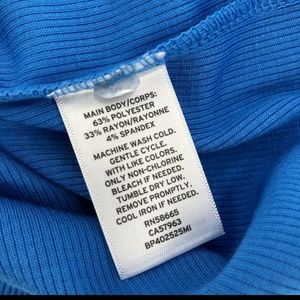 MAIN BODY/CORPS:
63% POLYESTER
33% RAYON/RAYONNE
4% SPANDEX
MACHINE WASH COLD.
GENTLE CYCLE.
WITH LIKE COLORS.
ONLY NON-CHLORINE
BLEACH IF NEEDED.
TUMBLE DRY LOW.
REMOVE PROMPTLY.
COOL IRON IF NEEDED.
RN58665
CA57963
BP402525MI